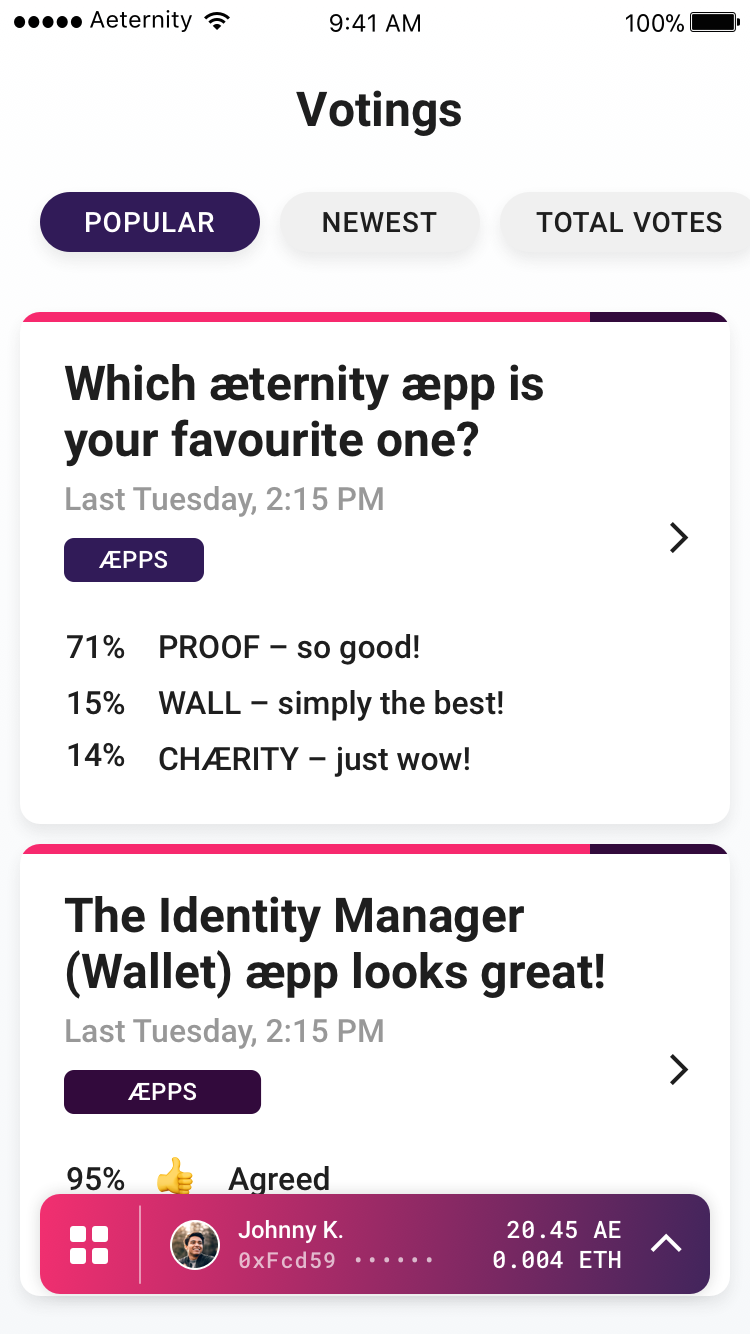 Aeternity 9:41 AM 100%
Votings
POPULAR NEWEST TOTAL VOTES
Which æternity æpp is
your favourite one?
Last Tuesday, 2:15 PM
ÆPPS
71% PROOF – so good!
15% WALL – simply the best!
14% CHÆRITY – just wow!
The Identity Manager
(Wallet) æpp looks great!
Last Tuesday, 2:15 PM
ÆPPS
95% 👍 Agreed
Johnny K. 20.45 AE
0xFcd59 ······ 0.004 ETH